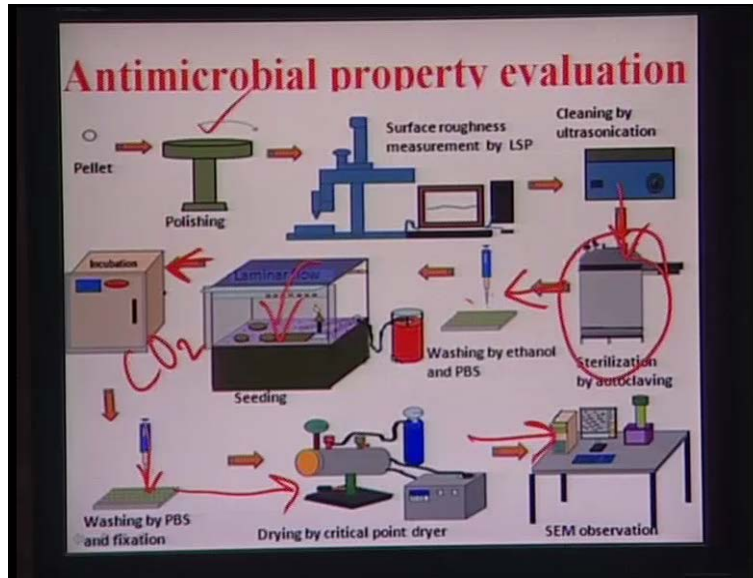 Antimicrobial property evaluation
Pellet
Polishing
Surface roughness
measurement by LSP
Cleaning by
ultrasonication
Incubation
Laminar flow
Seeding
Washing by ethanol
and PBS
Sterilization
by autoclaving
CO2
Washing by PBS
and fixation
Drying by critical point dryer
SEM observation